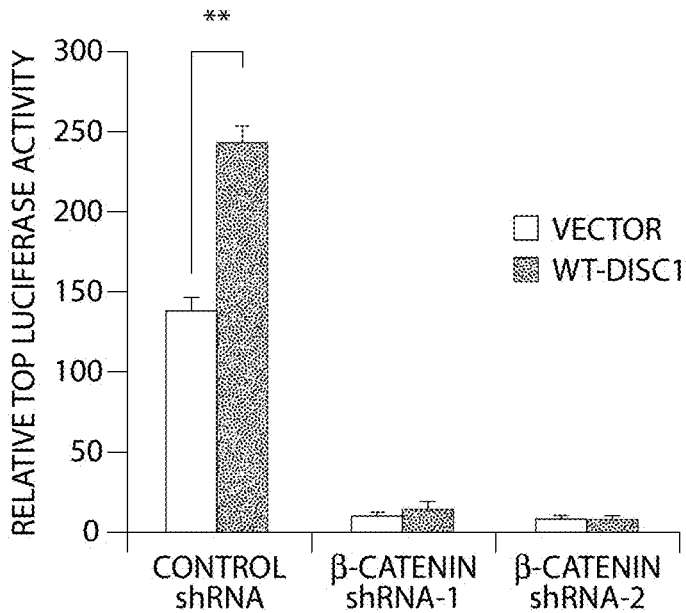 **
RELATIVE TOP LUCIFERASE ACTIVITY
300
250
200
150
100
50
0
VECTOR
WT-DISC1
CONTROL
shRNA
β-CATENIN
shRNA-1
β-CATENIN
shRNA-2